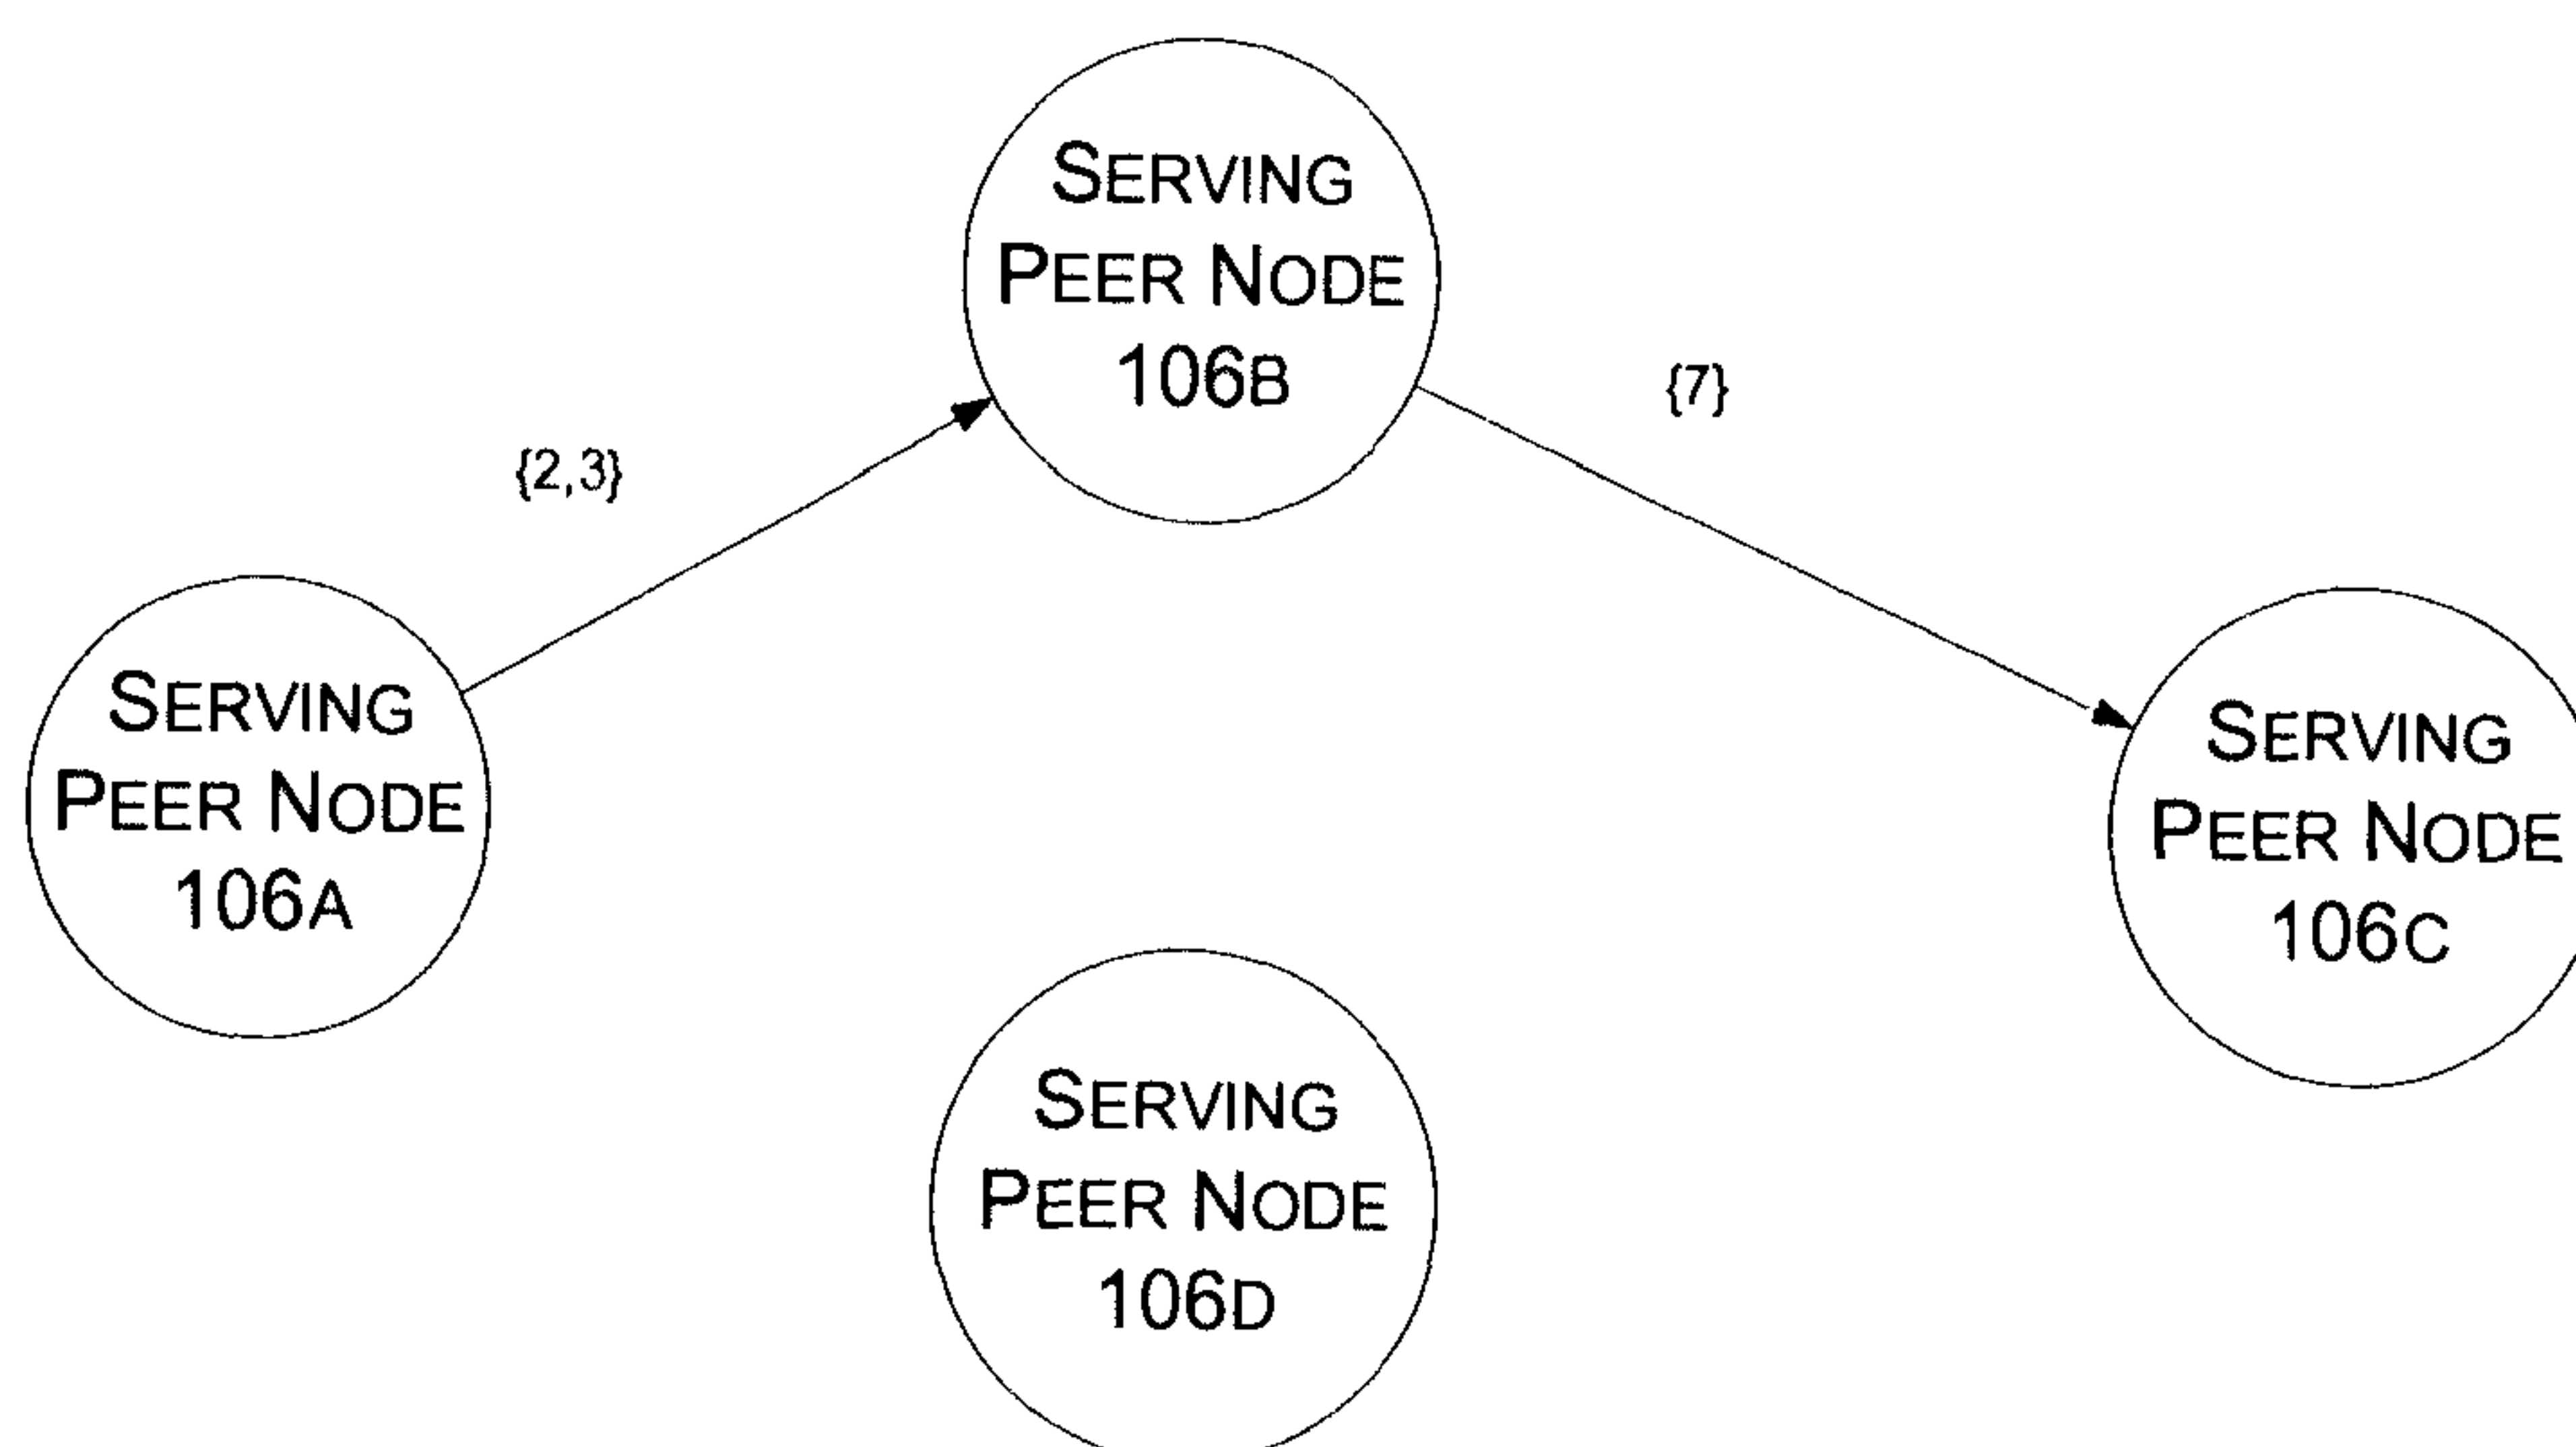 SERVING
PEER NODE
106B
{7}
{2,3}
SERVING
PEER NODE
106A
SERVING
PEER NODE
106C
SERVING
PEER NODE
106D